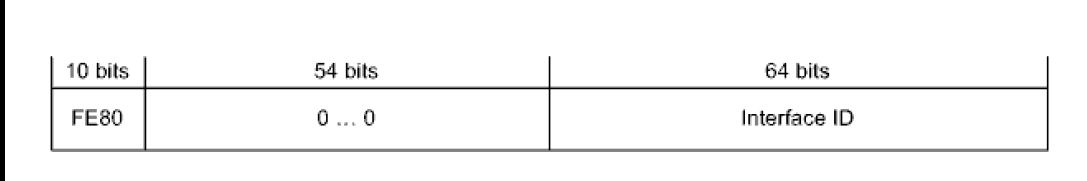 10 bits 54 bits 64 bits
FE80 0 ... 0 Interface ID